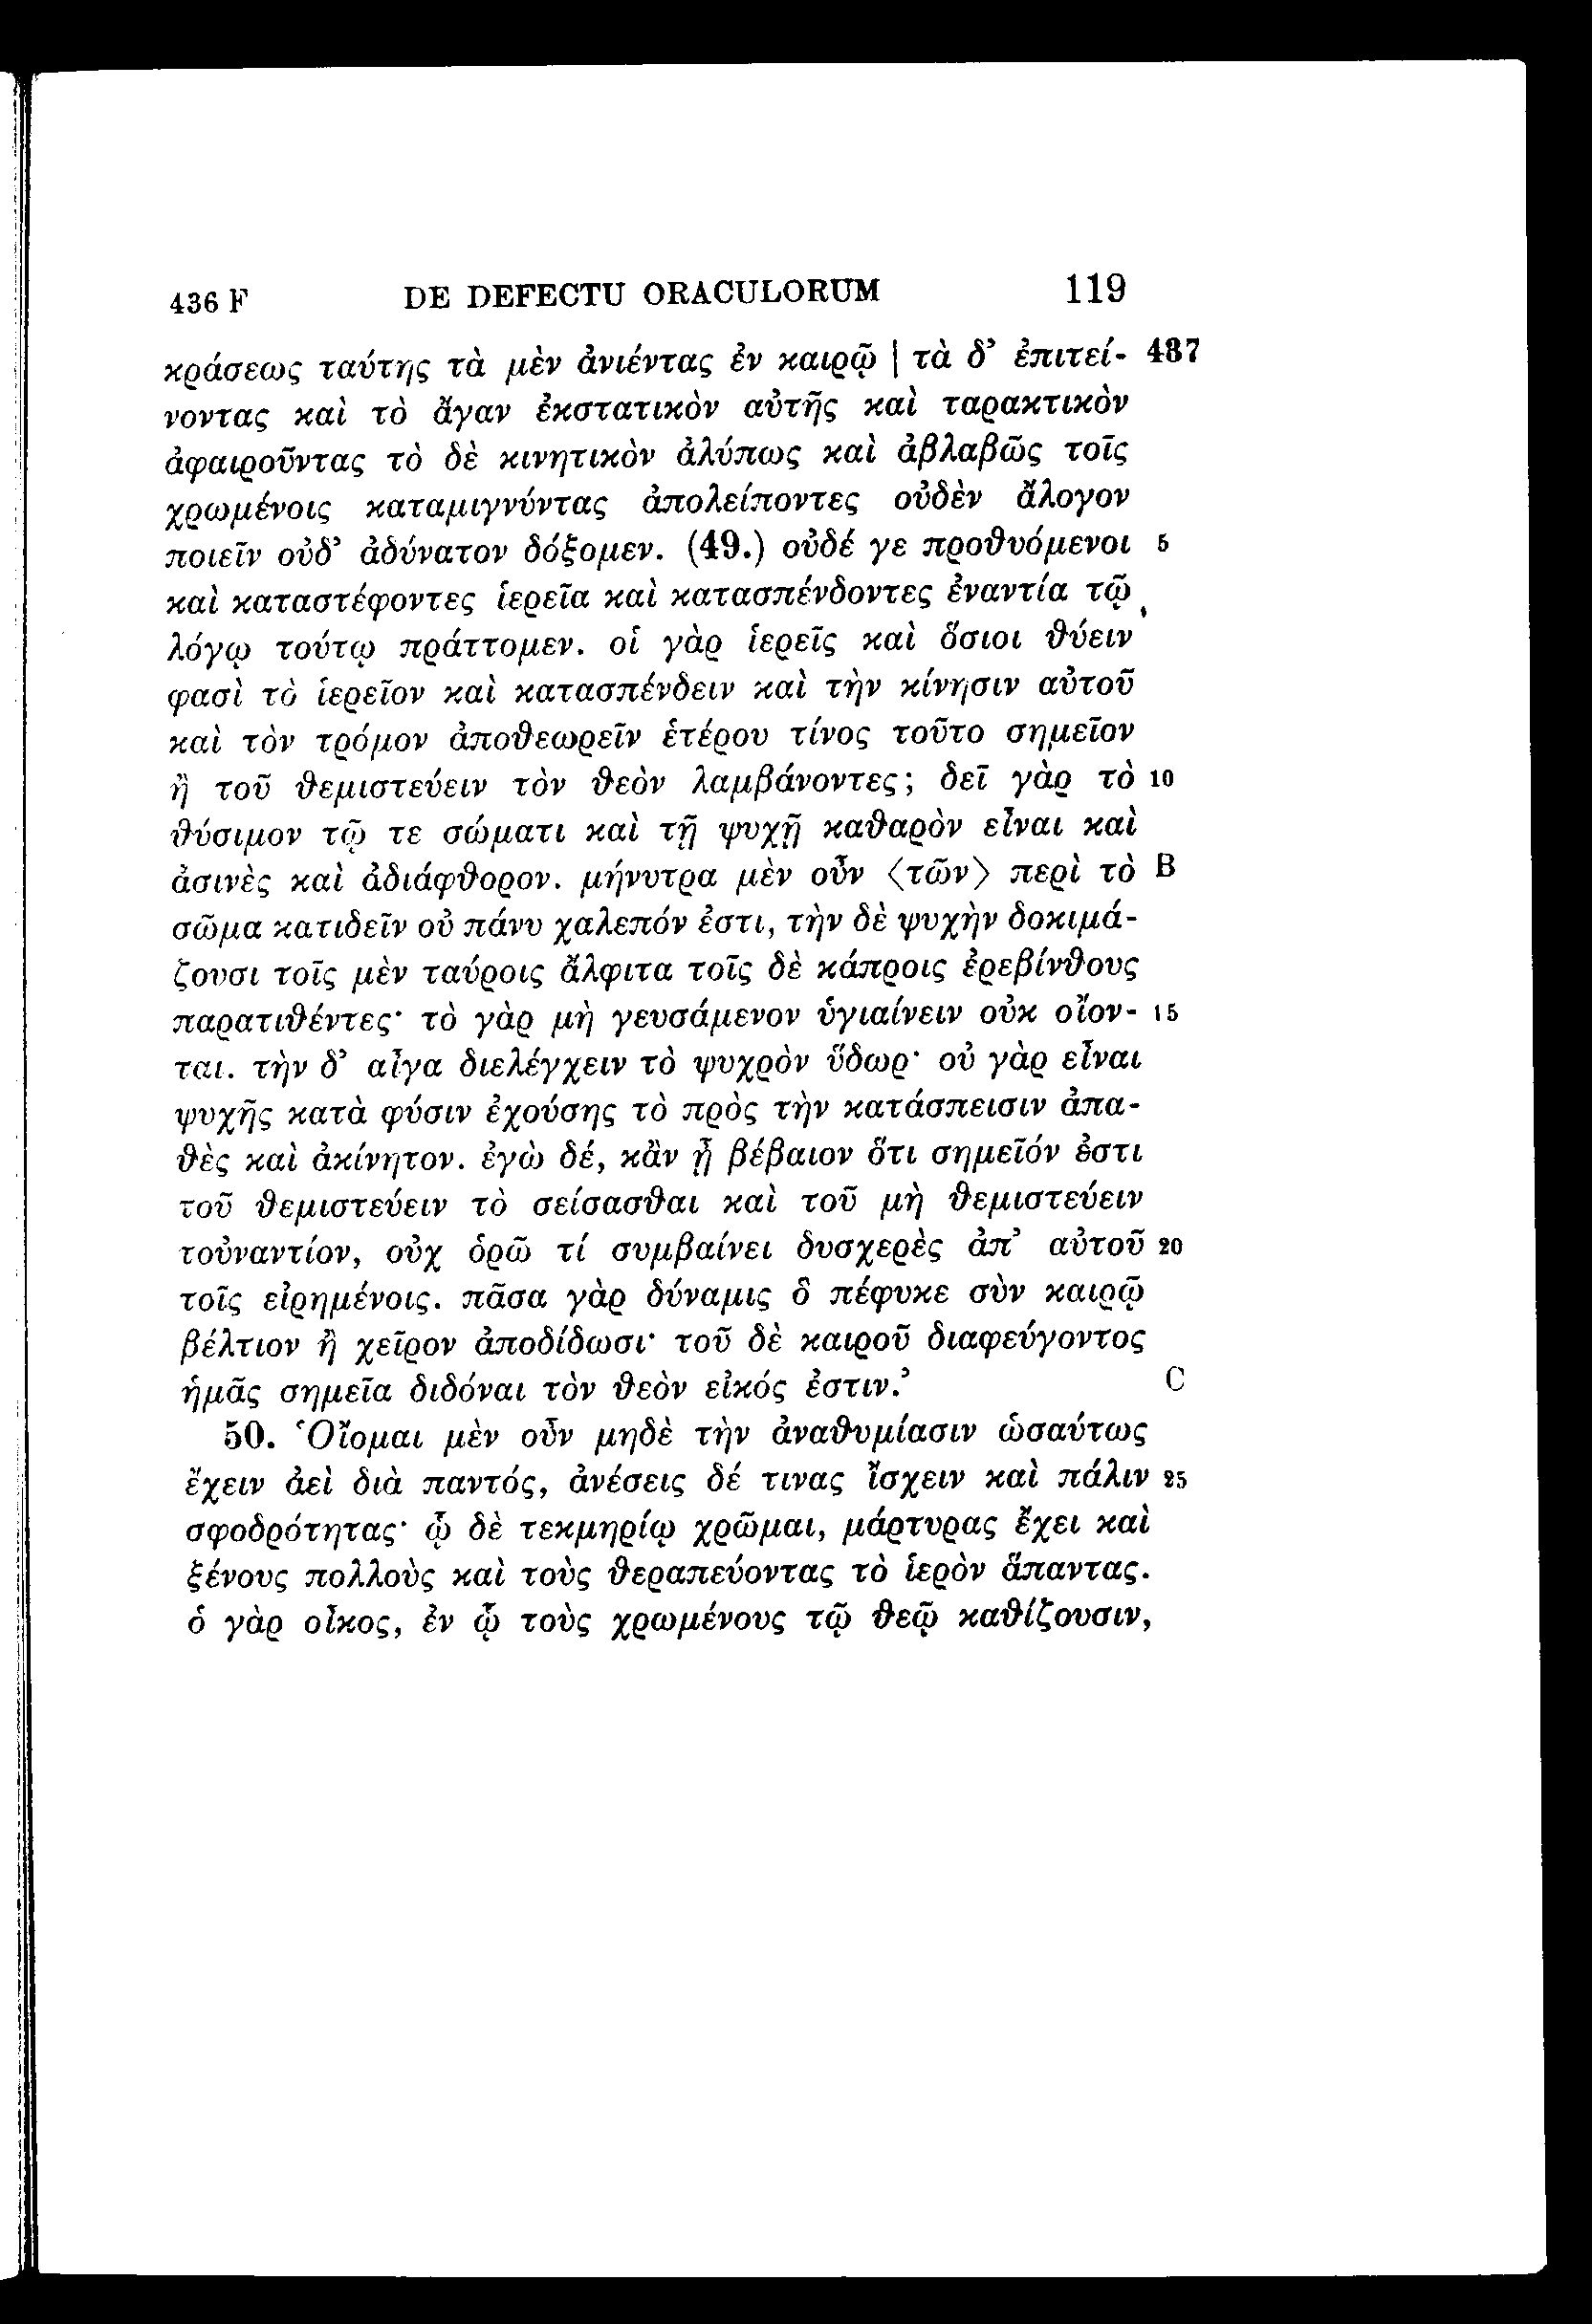 436 F DE DEFECTU ORACULORUM 119
κράσεως ταύτης τὰ μὲν ἀνιέντας ἐν καιρῷ | τὰ δ’ ἐπιτεί- 437
νοντας καὶ τὸ ἄγαν ἐκστατικὸν αὐτῆς καὶ ταρακτικὸν
ἀφαιροῦντας τὸ δὲ κινητικὸν ἀλύπως καὶ ἀβλαβῶς τοῖς
χρωμένοις καταμιγνύντας ἀπολείποντες οὐδὲν ἄλογον
ποιεῖν οὐδ’ ἀδύνατον δόξομεν. (49.) οὐδέ γε προθυόμενοι 5
καὶ καταστέφοντες ἱερεῖα καὶ κατασπένδοντες ἐναντία τῷ
λόγῳ τούτῳ πράττομεν. οἱ γὰρ ἱερεῖς καὶ ὅσιοι θύειν
φασὶ τὸ ἱερεῖον καὶ κατασπένδειν καὶ τὴν κίνησιν αὐτοῦ
καὶ τὸν τρόμον ἀποθεωρεῖν ἑτέρου τίνος τοῦτο σημεῖον
ἢ τοῦ θεμιστεύειν τὸν θεὸν λαμβάνοντες; δεῖ γὰρ τὸ 10
θύσιμον τῷ τε σώματι καὶ τῇ ψυχῇ καθαρὸν εἶναι καὶ
ἀσινὲς καὶ ἀδιάφθορον. μήνυτρα μὲν οὖν ⟨τῶν⟩ περὶ τὸ B
σῶμα κατιδεῖν οὐ πάνυ χαλεπόν ἐστι, τὴν δὲ ψυχὴν δοκιμά-
ζουσι τοῖς μὲν ταύροις ἄλφιτα τοῖς δὲ κάπροις ἐρεβίνθους
παρατιθέντες· τὸ γὰρ μὴ γευσάμενον ὑγιαίνειν οὐκ οἴον- 15
ται. τὴν δ’ αἶγα διελέγχειν τὸ ψυχρὸν ὕδωρ· οὐ γὰρ εἶναι
ψυχῆς κατὰ φύσιν ἐχούσης τὸ πρὸς τὴν κατάσπεισιν ἀπα-
θὲς καὶ ἀκίνητον. ἐγὼ δέ, κἂν ᾖ βέβαιον ὅτι σημεῖόν ἐστι
τοῦ θεμιστεύειν τὸ σείσασθαι καὶ τοῦ μὴ θεμιστεύειν
τοὐναντίον, οὐχ ὁρῶ τί συμβαίνει δυσχερὲς ἀπ’ αὐτοῦ 20
τοῖς εἰρημένοις. πᾶσα γὰρ δύναμις ὃ πέφυκε σὺν καιρῷ
βέλτιον ἢ χεῖρον ἀποδίδωσι· τοῦ δὲ καιροῦ διαφεύγοντος
ἡμᾶς σημεῖα διδόναι τὸν θεὸν εἰκός ἐστιν.’ C
50. ‘Οἴομαι μὲν οὖν μηδὲ τὴν ἀναθυμίασιν ὡσαύτως
ἔχειν ἀεὶ διὰ παντός, ἀνέσεις δέ τινας ἴσχειν καὶ πάλιν 25
σφοδρότητας· ᾧ δὲ τεκμηρίῳ χρῶμαι, μάρτυρας ἔχει καὶ
ξένους πολλοὺς καὶ τοὺς θεραπεύοντας τὸ ἱερὸν ἅπαντας.
ὁ γὰρ οἶκος, ἐν ᾧ τοὺς χρωμένους τῷ θεῷ καθίζουσιν,